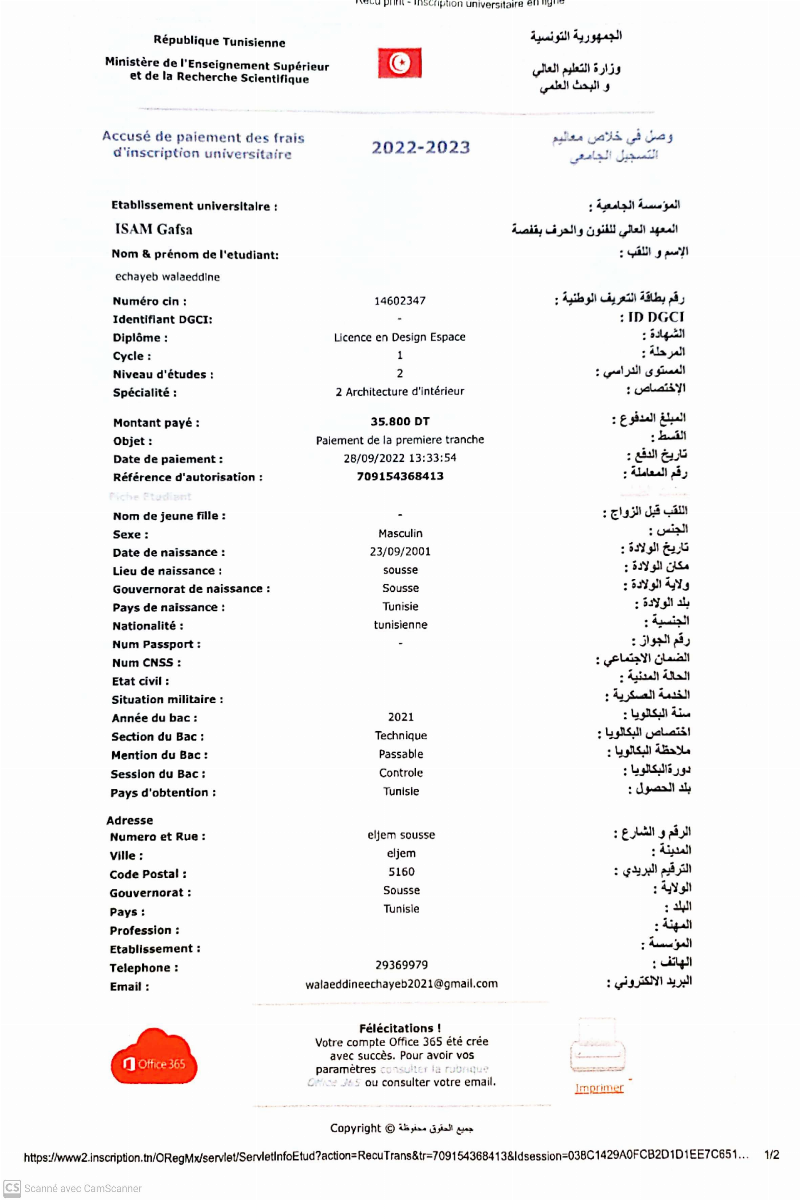 Recu print - Inscription universitaire en ligne
République Tunisienne
Ministère de l'Enseignement Supérieur
et de la Recherche Scientifique
الجمهورية التونسية
وزارة التعليم العالي
و البحث العلمي
Accusé de paiement des frais
d'inscription universitaire
2022-2023
وصل في خلاص معاليم
التسجيل الجامعي
Etablissement universitaire : المؤسسة الجامعية :
ISAM Gafsa المعهد العالي للفنون والحرف بقفصة
Nom & prénom de l'etudiant: الإسم و اللقب :
echayeb walaeddine
Numéro cin : 14602347 رقم بطاقة التعريف الوطنية :
Identifiant DGCI: - ID DGCI :
Diplôme : Licence en Design Espace الشهادة :
Cycle : 1 المرحلة :
Niveau d'études : 2 المستوى الدراسي :
Spécialité : 2 Architecture d'intérieur الإختصاص :
Montant payé : 35.800 DT المبلغ المدفوع :
Objet : Paiement de la premiere tranche القسط :
Date de paiement : 28/09/2022 13:33:54 تاريخ الدفع :
Référence d'autorisation : 709154368413 رقم المعاملة :
Fiche Etudiant
Nom de jeune fille : - اللقب قبل الزواج :
Sexe : Masculin الجنس :
Date de naissance : 23/09/2001 تاريخ الولادة :
Lieu de naissance : sousse مكان الولادة :
Gouvernorat de naissance : Sousse ولاية الولادة :
Pays de naissance : Tunisie بلد الولادة :
Nationalité : tunisienne الجنسية :
Num Passport : - رقم الجواز :
Num CNSS : الضمان الاجتماعي :
Etat civil : الحالة المدنية :
Situation militaire : الخدمة العسكرية :
Année du bac : 2021 سنة البكالويا :
Section du Bac : Technique اختصاص البكالويا :
Mention du Bac : Passable ملاحظة البكالويا :
Session du Bac : Controle دورة البكالويا :
Pays d'obtention : Tunisie بلد الحصول :
Adresse
Numero et Rue : eljem sousse الرقم و الشارع :
Ville : eljem المدينة :
Code Postal : 5160 الترقيم البريدي :
Gouvernorat : Sousse الولاية :
Pays : Tunisie البلد :
Profession : المهنة :
Etablissement : المؤسسة :
Telephone : 29369979 الهاتف :
Email : walaeddineechayeb2021@gmail.com البريد الالكتروني :
Office 365
Félécitations !
Votre compte Office 365 été crée
avec succès. Pour avoir vos
paramètres consulter la rubrique
Office 365 ou consulter votre email.
Imprimer
Copyright © جميع الحقوق محفوظة
https://www2.inscription.tn/ORegMx/servlet/ServletInfoEtud?action=RecuTrans&tr=709154368413&Idsession=038C1429A0FCB2D1D1EE7C651... 1/2
CS Scanné avec CamScanner